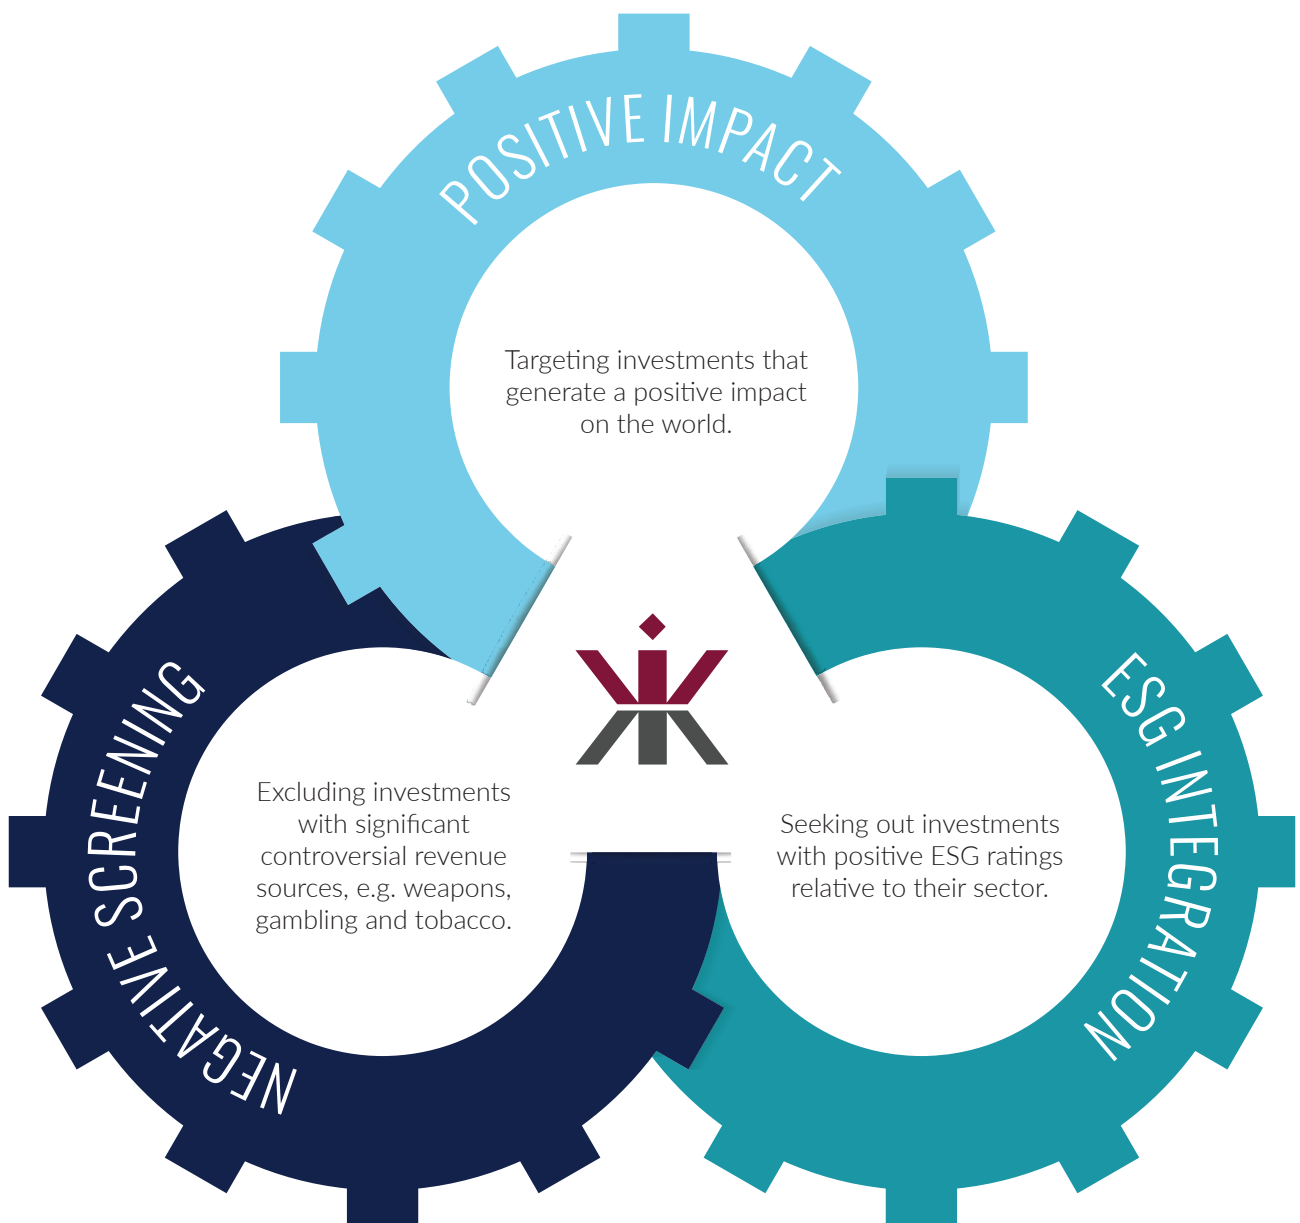 POSITIVE IMPACT
Targeting investments that
generate a positive impact
on the world.
NEGATIVE SCREENING
Excluding investments
with significant
controversial revenue
sources, e.g. weapons,
gambling and tobacco.
ESG INTEGRATION
Seeking out investments
with positive ESG ratings
relative to their sector.